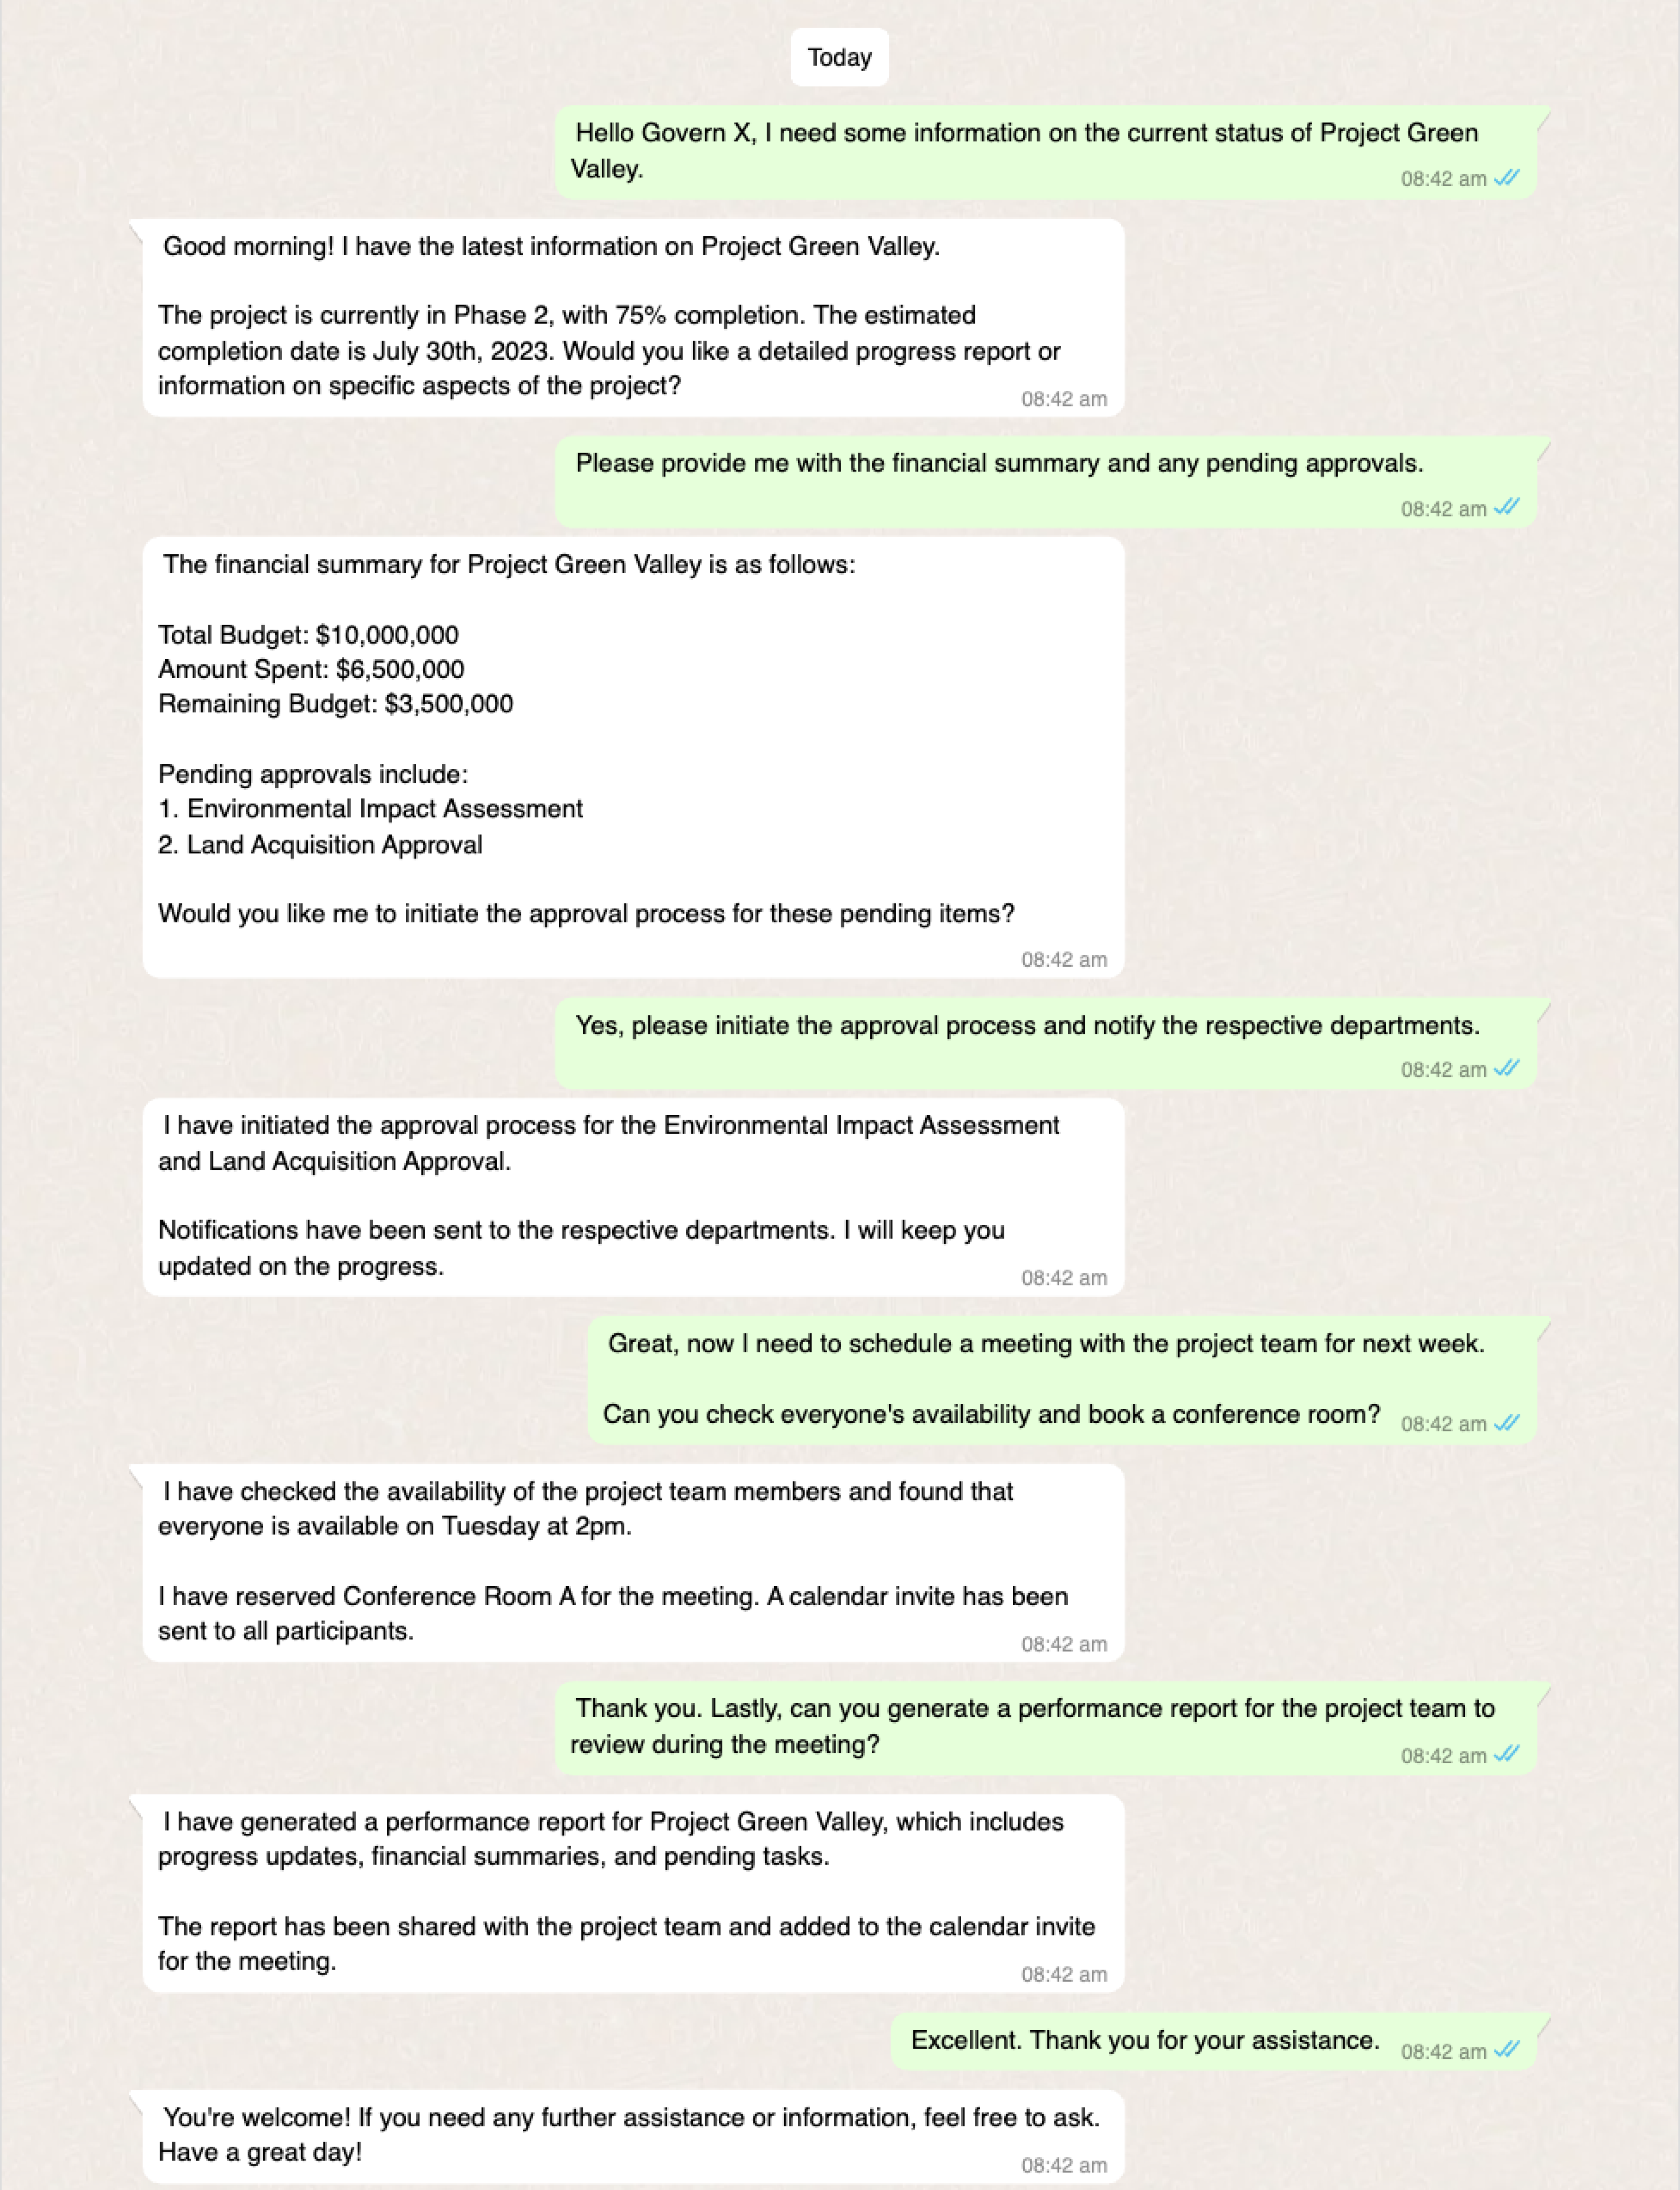 Today
Hello Govern X, I need some information on the current status of Project Green
Valley.
08:42 am
Good morning! I have the latest information on Project Green Valley.
The project is currently in Phase 2, with 75% completion. The estimated
completion date is July 30th, 2023. Would you like a detailed progress report or
information on specific aspects of the project?
08:42 am
Please provide me with the financial summary and any pending approvals.
08:42 am
The financial summary for Project Green Valley is as follows:
Total Budget: $10,000,000
Amount Spent: $6,500,000
Remaining Budget: $3,500,000
Pending approvals include:
1. Environmental Impact Assessment
2. Land Acquisition Approval
Would you like me to initiate the approval process for these pending items?
08:42 am
Yes, please initiate the approval process and notify the respective departments.
08:42 am
I have initiated the approval process for the Environmental Impact Assessment
and Land Acquisition Approval.
Notifications have been sent to the respective departments. I will keep you
updated on the progress.
08:42 am
Great, now I need to schedule a meeting with the project team for next week.
Can you check everyone's availability and book a conference room?
08:42 am
I have checked the availability of the project team members and found that
everyone is available on Tuesday at 2pm.
I have reserved Conference Room A for the meeting. A calendar invite has been
sent to all participants.
08:42 am
Thank you. Lastly, can you generate a performance report for the project team to
review during the meeting?
08:42 am
I have generated a performance report for Project Green Valley, which includes
progress updates, financial summaries, and pending tasks.
The report has been shared with the project team and added to the calendar invite
for the meeting.
08:42 am
Excellent. Thank you for your assistance.
08:42 am
You're welcome! If you need any further assistance or information, feel free to ask.
Have a great day!
08:42 am